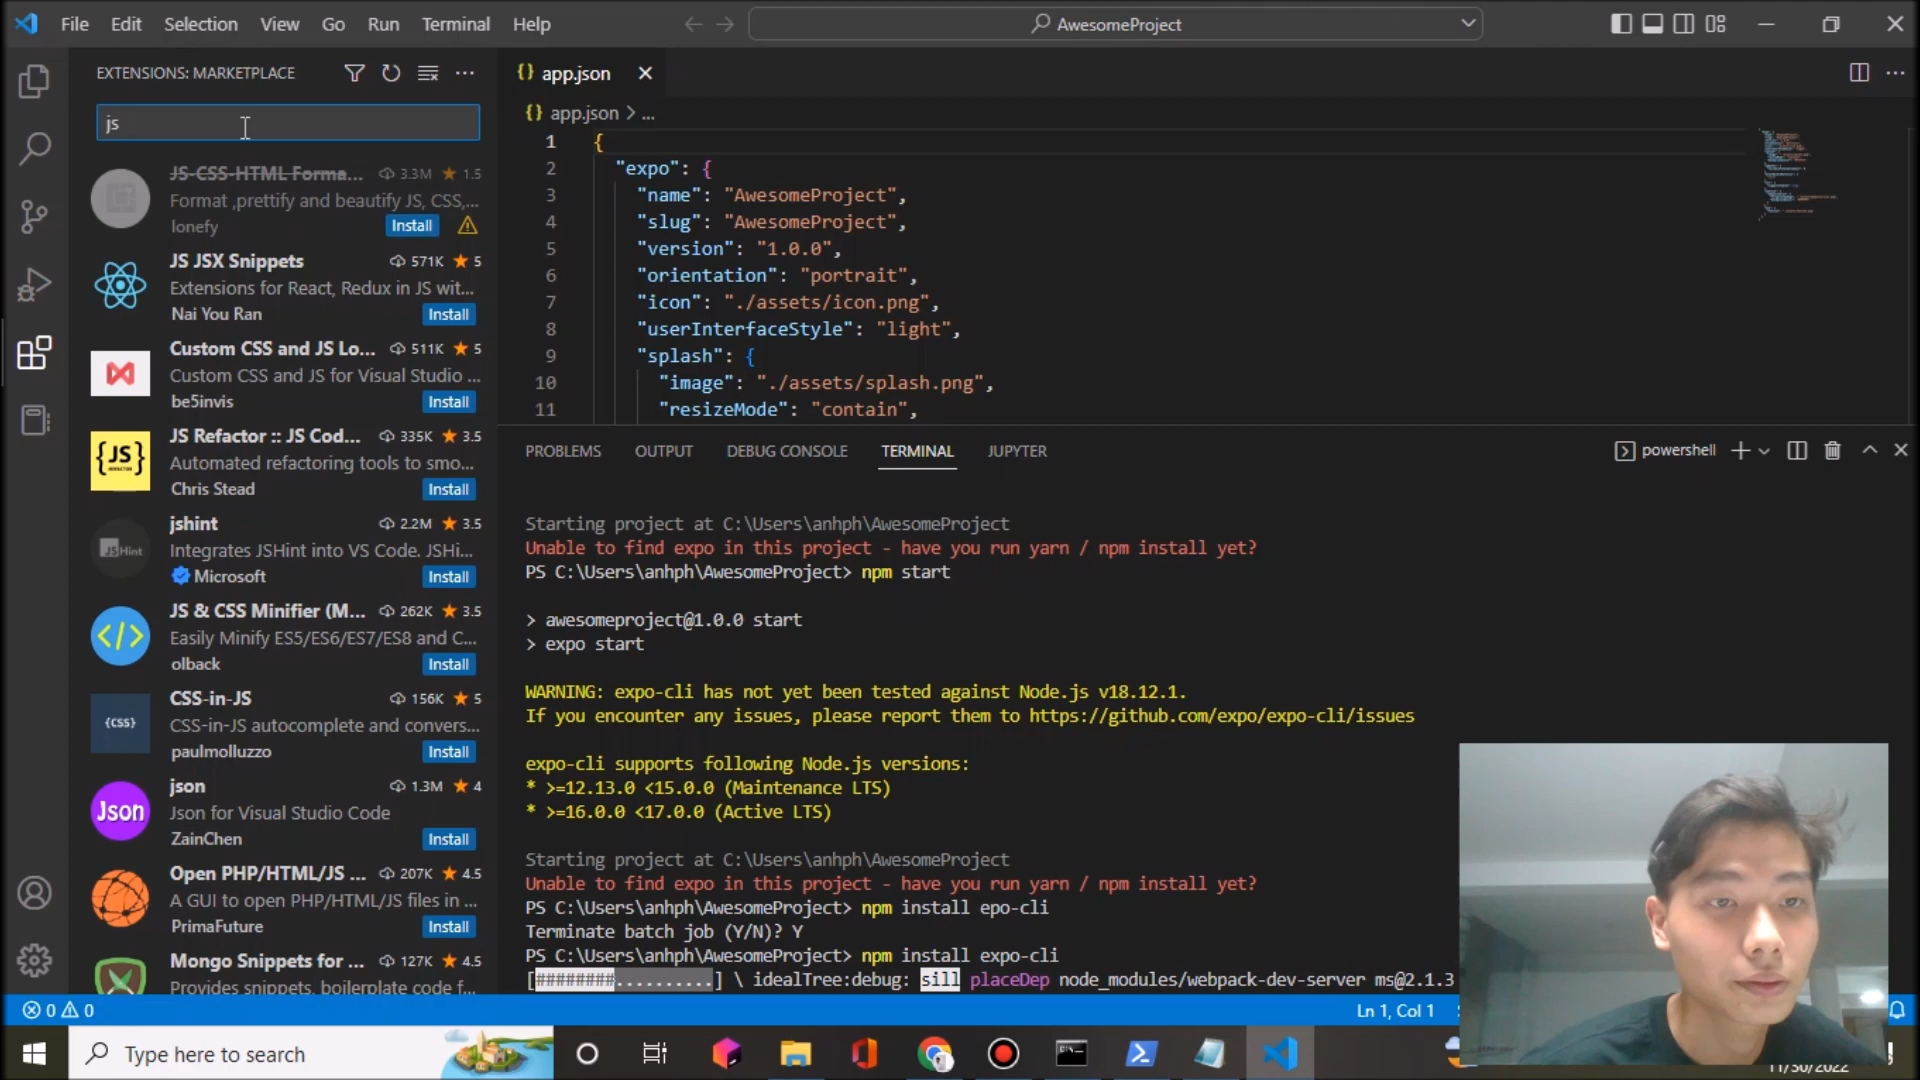 File Edit Selection View Go Run Terminal Help
AwesomeProject
EXTENSIONS: MARKETPLACE
js
JS-CSS-HTML Forma... 3.3M 1.5
Format ,prettify and beautify JS, CSS,...
lonefy Install
JS JSX Snippets 571K 5
Extensions for React, Redux in JS wit...
Nai You Ran Install
Custom CSS and JS Lo... 511K 5
Custom CSS and JS for Visual Studio ...
be5invis Install
JS Refactor :: JS Cod... 335K 3.5
Automated refactoring tools to smo...
Chris Stead Install
jshint 2.2M 3.5
Integrates JSHint into VS Code. JSHi...
Microsoft Install
JS & CSS Minifier (M... 262K 3.5
Easily Minify ES5/ES6/ES7/ES8 and C...
olback Install
CSS-in-JS 156K 5
CSS-in-JS autocomplete and convers...
paulmolluzzo Install
json 1.3M 4
Json for Visual Studio Code
ZainChen Install
Open PHP/HTML/JS ... 207K 4.5
A GUI to open PHP/HTML/JS files in ...
PrimaFuture Install
Mongo Snippets for ... 127K 4.5
Provides snippets, boilerplate code f...
{} app.json
{} app.json > ...
1 {
2 "expo": {
3 "name": "AwesomeProject",
4 "slug": "AwesomeProject",
5 "version": "1.0.0",
6 "orientation": "portrait",
7 "icon": "./assets/icon.png",
8 "userInterfaceStyle": "light",
9 "splash": {
10 "image": "./assets/splash.png",
11 "resizeMode": "contain",
PROBLEMS OUTPUT DEBUG CONSOLE TERMINAL JUPYTER
powershell
Starting project at C:\Users\anhph\AwesomeProject
Unable to find expo in this project - have you run yarn / npm install yet?
PS C:\Users\anhph\AwesomeProject> npm start
> awesomeproject@1.0.0 start
> expo start
WARNING: expo-cli has not yet been tested against Node.js v18.12.1.
If you encounter any issues, please report them to https://github.com/expo/expo-cli/issues
expo-cli supports following Node.js versions:
* >=12.13.0 <15.0.0 (Maintenance LTS)
* >=16.0.0 <17.0.0 (Active LTS)
Starting project at C:\Users\anhph\AwesomeProject
Unable to find expo in this project - have you run yarn / npm install yet?
PS C:\Users\anhph\AwesomeProject> npm install epo-cli
Terminate batch job (Y/N)? Y
PS C:\Users\anhph\AwesomeProject> npm install expo-cli
[########..........] \ idealTree:debug: sill placeDep node_modules/webpack-dev-server ms@2.1.3
0 0
Ln 1, Col 1
Type here to search
11/30/2022